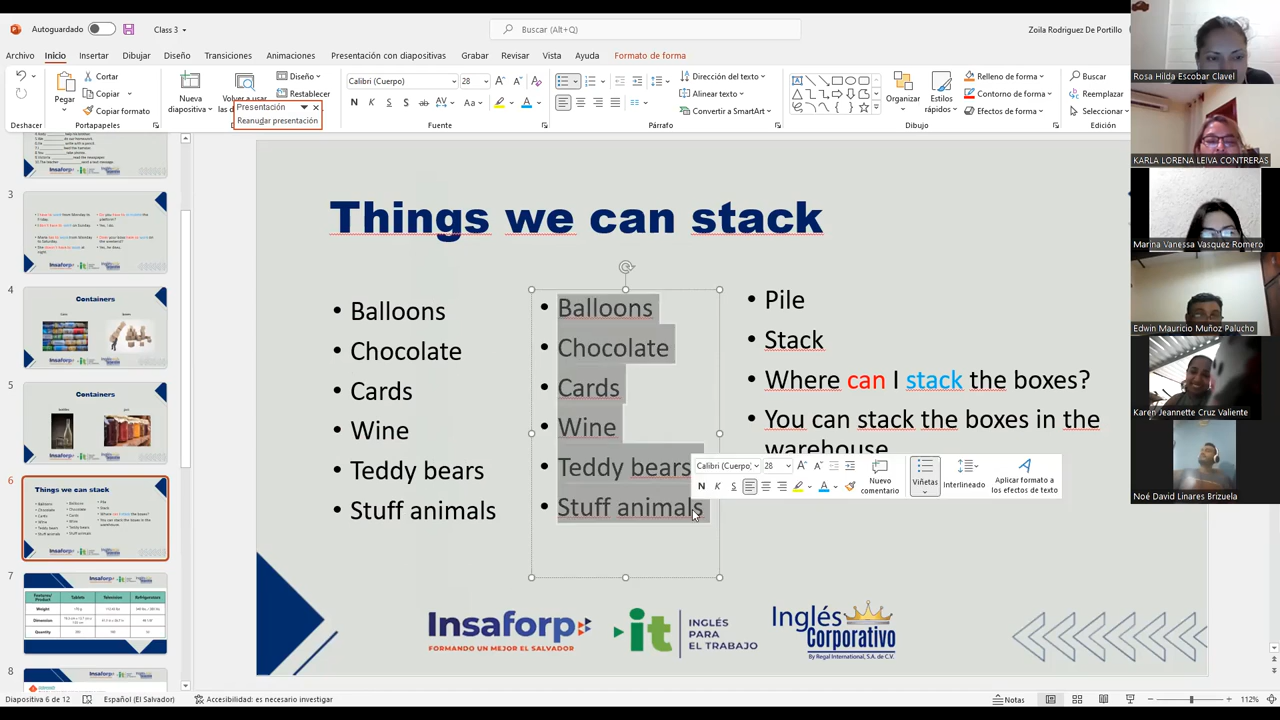 Autoguardado
Class 3
Buscar (Alt+Q)
Zoila Rodriguez De Portillo
Archivo
Inicio
Insertar
Dibujar
Diseño
Transiciones
Animaciones
Presentación con diapositivas
Grabar
Revisar
Vista
Ayuda
Formato de forma
Pegar
Cortar
Copiar
Copiar formato
Nueva
diapositiva
Diseño
Restablecer
Presentación
Reanudar presentación
Calibri (Cuerpo)
28
Dirección del texto
Alinear texto
Convertir a SmartArt
Organizar
Estilos
rápidos
Relleno de forma
Contorno de forma
Efectos de forma
Buscar
Reemplazar
Seleccionar
Deshacer
Portapapeles
Fuente
Párrafo
Dibujo
Edición
3
4
Containers
5
Containers
6
Things we can stack
7
8
Things we can stack
• Balloons
• Chocolate
• Cards
• Wine
• Teddy bears
• Stuff animals
• Balloons
• Chocolate
• Cards
• Wine
• Teddy bears
• Stuff animals
• Pile
• Stack
• Where can I stack the boxes?
• You can stack the boxes in the
warehouse
Calibri (Cuerpo)
28
Nuevo
comentario
Viñetas
Interlineado
Aplicar formato a
los efectos de texto
Insaforp
FORMANDO UN MEJOR EL SALVADOR
it
INGLÉS
PARA
EL TRABAJO
Inglés
Corporativo
By Regal International, S.A. de C.V.
Rosa Hilda Escobar Clavel
KARLA LORENA LEIVA CONTRERAS
Marina Vanessa Vasquez Romero
Edwin Mauricio Muñoz Palucho
Karen Jeannette Cruz Valiente
Noé David Linares Brizuela
Diapositiva 6 de 12
Español (El Salvador)
Accesibilidad: es necesario investigar
Notas
112%